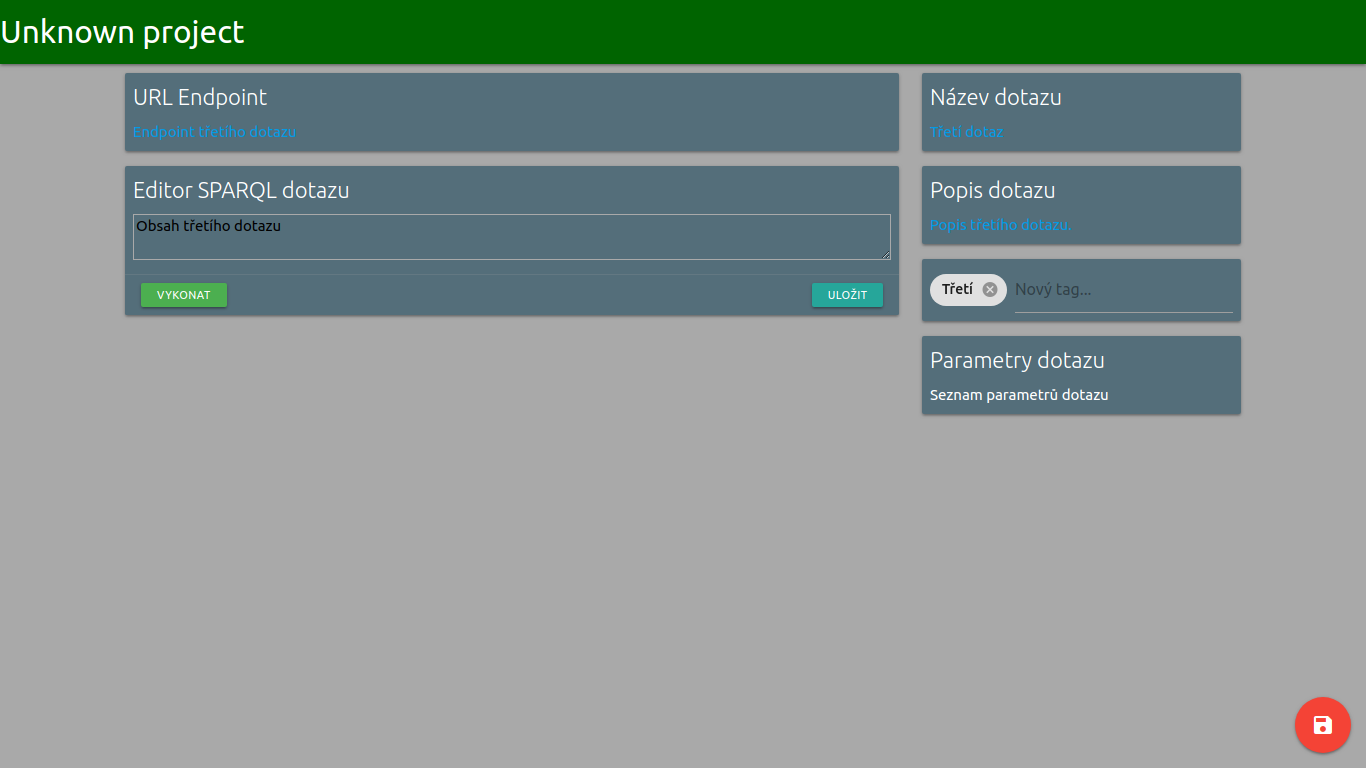 Unknown project
URL Endpoint
Endpoint třetího dotazu
Editor SPARQL dotazu
Obsah třetího dotazu
VYKONAT
ULOŽIT
Název dotazu
Třetí dotaz
Popis dotazu
Popis třetího dotazu.
Třetí
Nový tag...
Parametry dotazu
Seznam parametrů dotazu